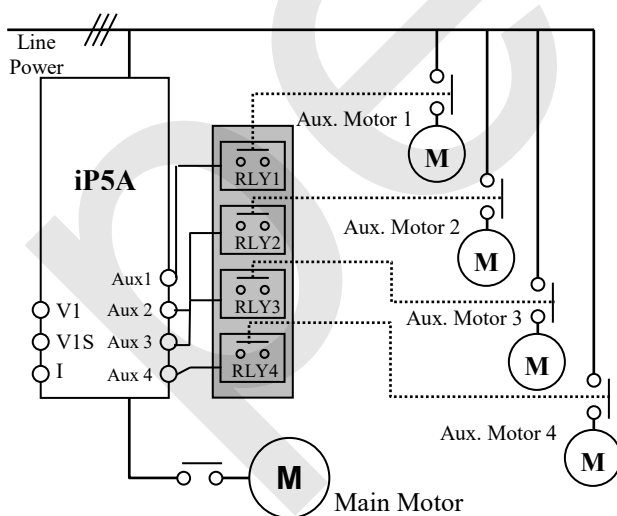 Line
Power
Aux. Motor 1
M
iP5A
RLY1
RLY2
Aux. Motor 2
M
Aux1
V1
Aux 2
RLY3
Aux. Motor 3
M
V1S
Aux 3
I
Aux 4
RLY4
Aux. Motor 4
M
M
Main Motor